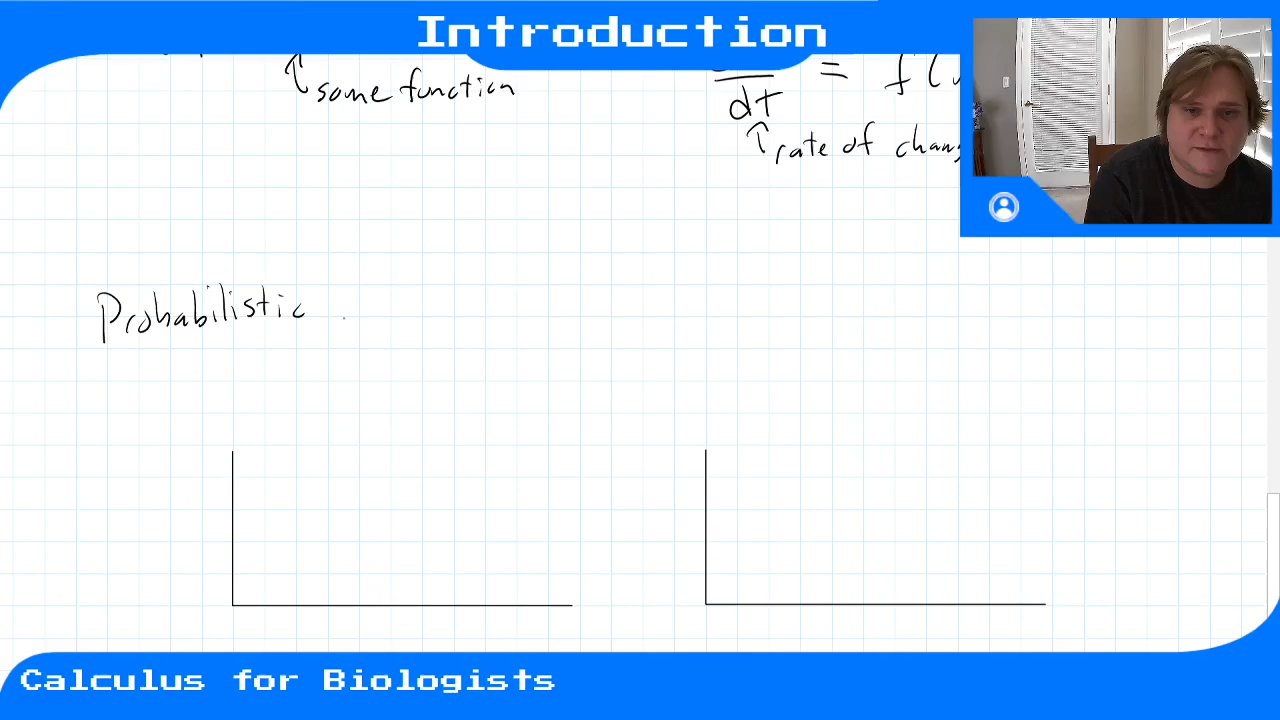 Introduction
some function
dt
= f(
rate of chang
Probabilistic
Calculus for Biologists